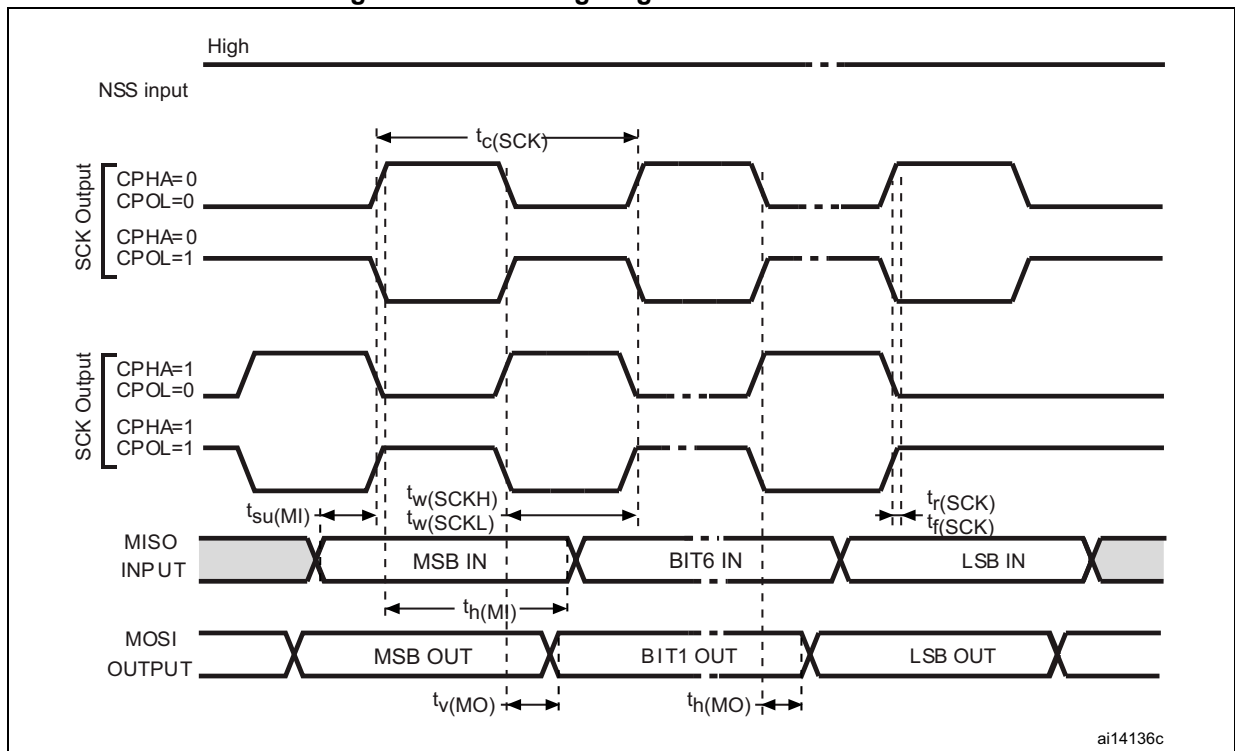 High
NSS input
tc(SCK)
SCK Output
CPHA=0
CPOL=0
CPHA=0
CPOL=1
SCK Output
CPHA=1
CPOL=0
CPHA=1
CPOL=1
tsu(MI)
tw(SCKH)
tw(SCKL)
tr(SCK)
tf(SCK)
MISO
INPUT
MSB IN
BIT6 IN
LSB IN
th(MI)
MOSI
OUTPUT
MSB OUT
BIT1 OUT
LSB OUT
tv(MO)
th(MO)
ai14136c